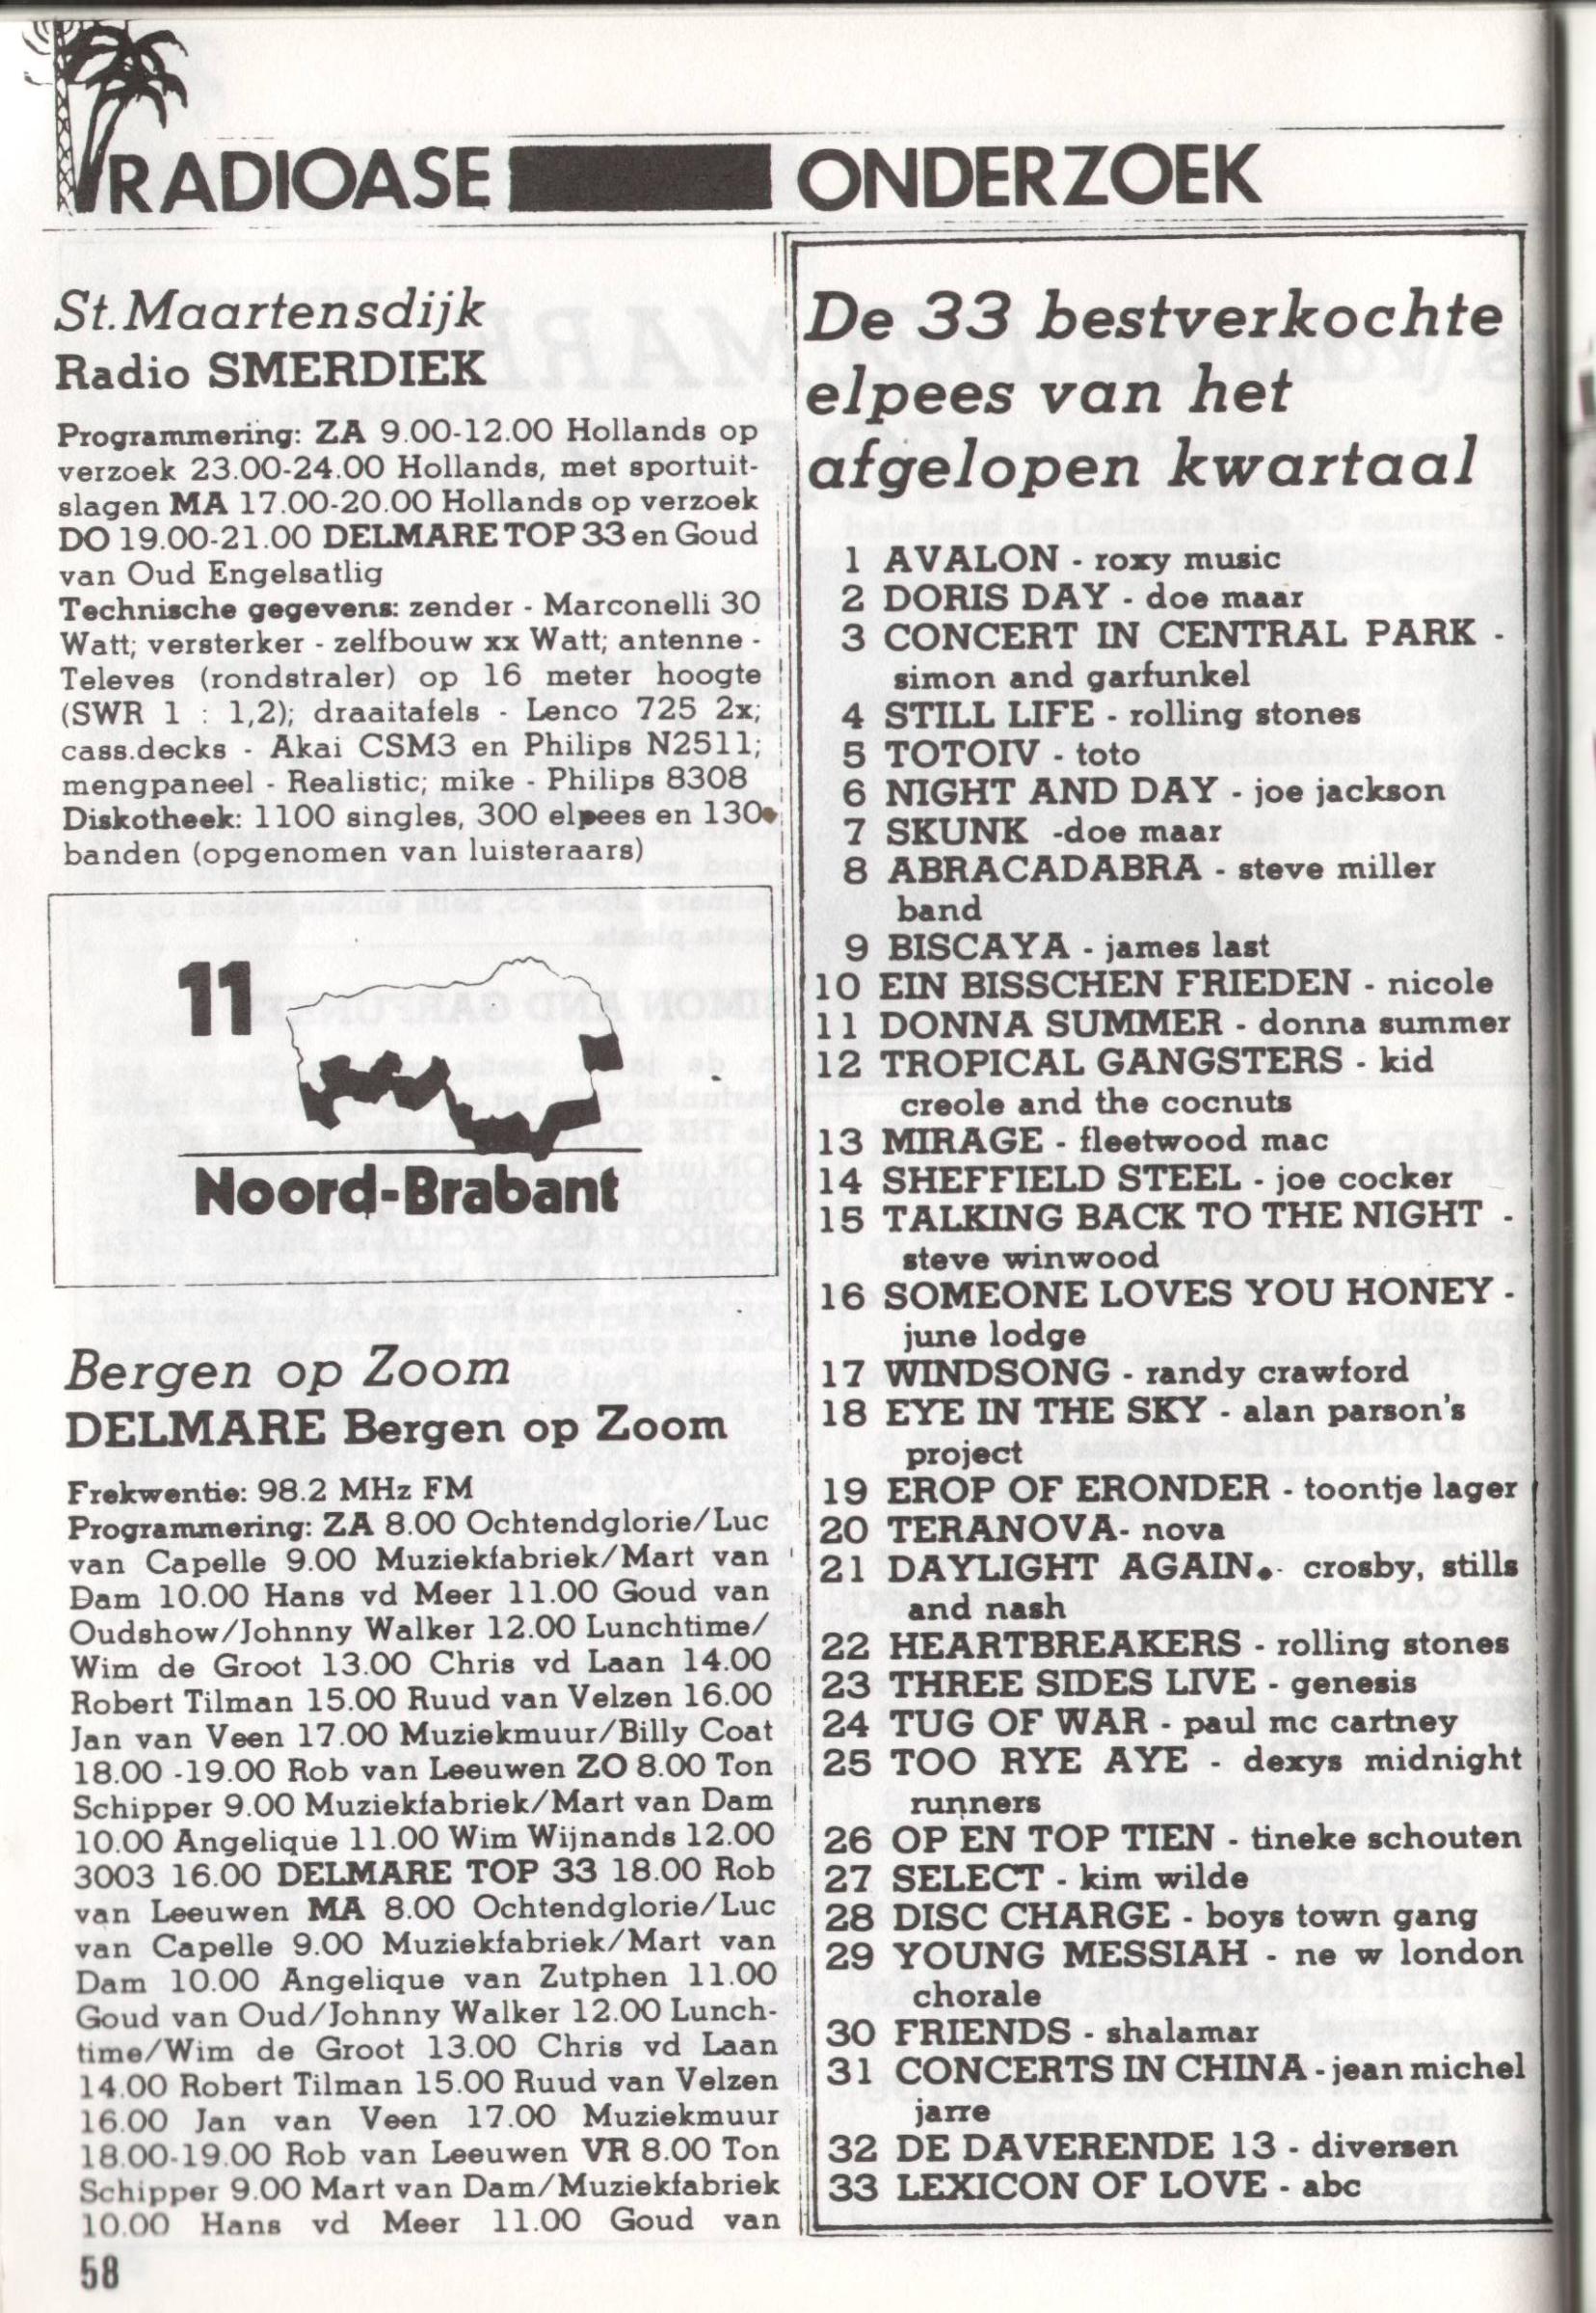 RADIOASE ONDERZOEK
St.Maartensdijk
Radio SMERDIEK
Programmering: ZA 9.00-12.00 Hollands op
verzoek 23.00-24.00 Hollands, met sportuit-
slagen MA 17.00-20.00 Hollands op verzoek
DO 19.00-21.00 DELMARE TOP 33 en Goud
van Oud Engelsatlig
Technische gegevens: zender - Marconelli 30
Watt; versterker - zelfbouw xx Watt; antenne -
Televes (rondstraler) op 16 meter hoogte
(SWR 1 : 1,2); draaitafels - Lenco 725 2x;
cass.decks - Akai CSM3 en Philips N2511;
mengpaneel - Realistic; mike - Philips 8308
Diskotheek: 1100 singles, 300 elpees en 130
banden (opgenomen van luisteraars)
11
Noord-Brabant
Bergen op Zoom
DELMARE Bergen op Zoom
Frekwentie: 98.2 MHz FM
Programmering: ZA 8.00 Ochtendglorie/Luc
van Capelle 9.00 Muziekfabriek/Mart van
Dam 10.00 Hans vd Meer 11.00 Goud van
Oudshow/Johnny Walker 12.00 Lunchtime/
Wim de Groot 13.00 Chris vd Laan 14.00
Robert Tilman 15.00 Ruud van Velzen 16.00
Jan van Veen 17.00 Muziekmuur/Billy Coat
18.00 -19.00 Rob van Leeuwen ZO 8.00 Ton
Schipper 9.00 Muziekfabriek/Mart van Dam
10.00 Angelique 11.00 Wim Wijnands 12.00
3003 16.00 DELMARE TOP 33 18.00 Rob
van Leeuwen MA 8.00 Ochtendglorie/Luc
van Capelle 9.00 Muziekfabriek/Mart van
Dam 10.00 Angelique van Zutphen 11.00
Goud van Oud/Johnny Walker 12.00 Lunch-
time/Wim de Groot 13.00 Chris vd Laan
14.00 Robert Tilman 15.00 Ruud van Velzen
16.00 Jan van Veen 17.00 Muziekmuur
18.00-19.00 Rob van Leeuwen VR 8.00 Ton
Schipper 9.00 Mart van Dam/Muziekfabriek
10.00 Hans vd Meer 11.00 Goud van
58
De 33 bestverkochte
elpees van het
afgelopen kwartaal
1 AVALON - roxy music
2 DORIS DAY - doe maar
3 CONCERT IN CENTRAL PARK -
simon and garfunkel
4 STILL LIFE - rolling stones
5 TOTOIV - toto
6 NIGHT AND DAY - joe jackson
7 SKUNK -doe maar
8 ABRACADABRA - steve miller
band
9 BISCAYA - james last
10 EIN BISSCHEN FRIEDEN - nicole
11 DONNA SUMMER - donna summer
12 TROPICAL GANGSTERS - kid
creole and the cocnuts
13 MIRAGE - fleetwood mac
14 SHEFFIELD STEEL - joe cocker
15 TALKING BACK TO THE NIGHT -
steve winwood
16 SOMEONE LOVES YOU HONEY -
june lodge
17 WINDSONG - randy crawford
18 EYE IN THE SKY - alan parson's
project
19 EROP OF ERONDER - toontje lager
20 TERANOVA- nova
21 DAYLIGHT AGAIN.- crosby, stills
and nash
22 HEARTBREAKERS - rolling stones
23 THREE SIDES LIVE - genesis
24 TUG OF WAR - paul mc cartney
25 TOO RYE AYE - dexys midnight
runners
26 OP EN TOP TIEN - tineke schouten
27 SELECT - kim wilde
28 DISC CHARGE - boys town gang
29 YOUNG MESSIAH - ne w london
chorale
30 FRIENDS - shalamar
31 CONCERTS IN CHINA - jean michel
jarre
32 DE DAVERENDE 13 - diversen
33 LEXICON OF LOVE - abc